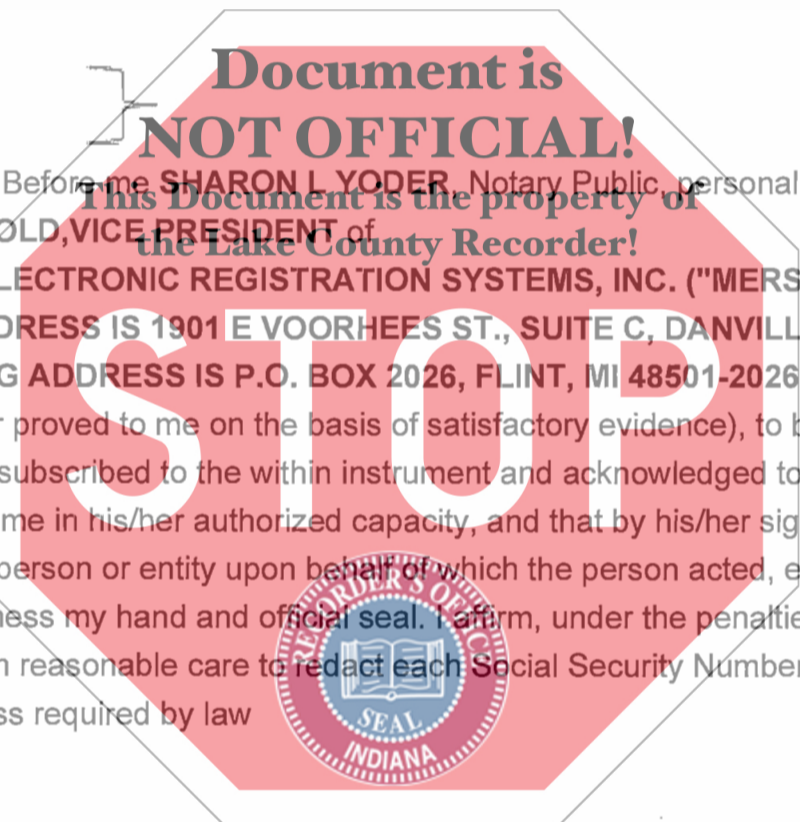 Document is
NOT OFFICIAL!
Before me SHARON L YODER, Notary Public, personal
This Document is the property of
OLD,VICE PRESIDENT of
the Lake County Recorder!
LECTRONIC REGISTRATION SYSTEMS, INC. ("MERS
DRESS IS 1901 E VOORHEES ST., SUITE C, DANVILL
G ADDRESS IS P.O. BOX 2026, FLINT, MI 48501-2026
STOP
r proved to me on the basis of satisfactory evidence), to b
subscribed to the within instrument and acknowledged to
me in his/her authorized capacity, and that by his/her sig
person or entity upon behalf of which the person acted, e
ness my hand and official seal. I affirm, under the penaltie
n reasonable care to redact each Social Security Number
ss required by law
RECORDER'S OFFICE
SEAL
INDIANA